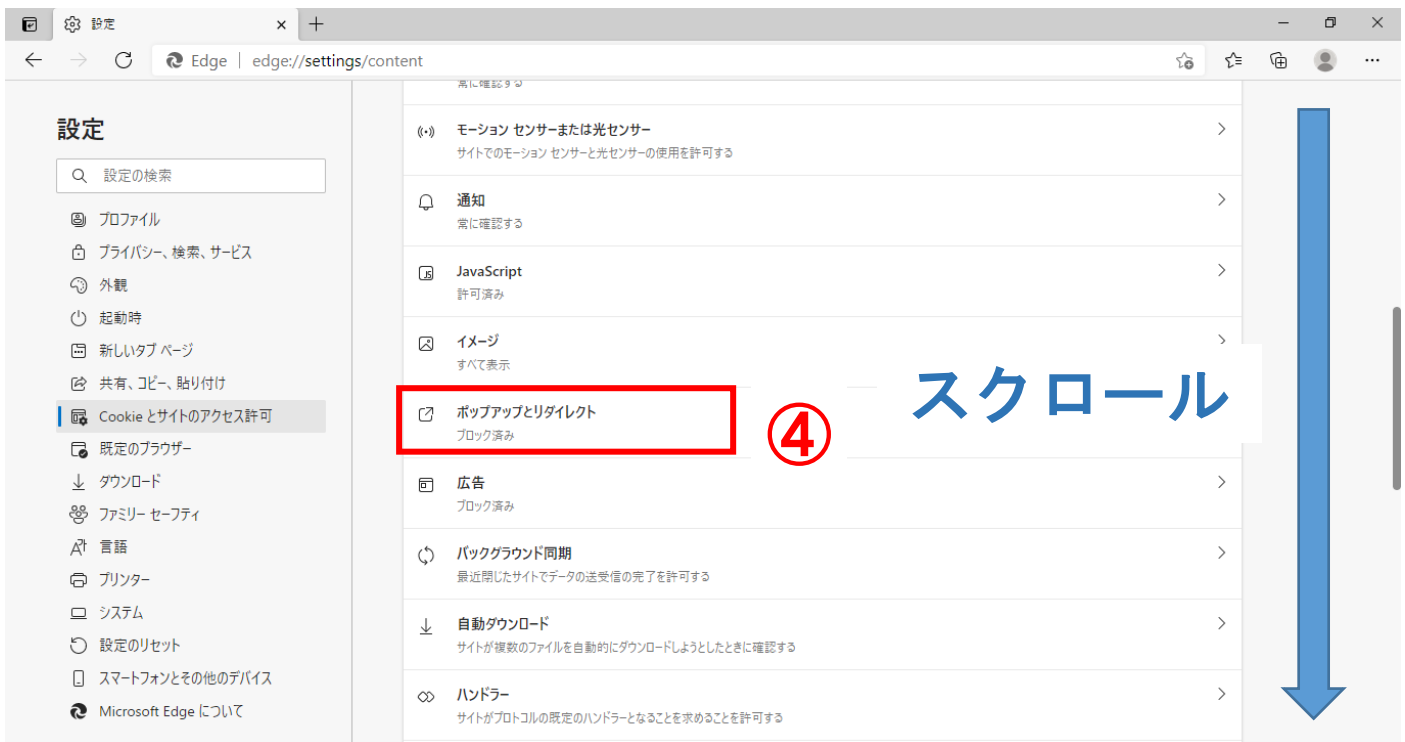 設定
Edge | edge://settings/content
常に確認する
設定
設定の検索
プロファイル
プライバシー、検索、サービス
外観
起動時
新しいタブ ページ
共有、コピー、貼り付け
Cookie とサイトのアクセス許可
既定のブラウザー
ダウンロード
ファミリー セーフティ
言語
プリンター
システム
設定のリセット
スマートフォンとその他のデバイス
Microsoft Edge について
モーション センサーまたは光センサー
サイトでのモーション センサーと光センサーの使用を許可する
通知
常に確認する
JavaScript
許可済み
イメージ
すべて表示
ポップアップとリダイレクト
ブロック済み
④
スクロール
広告
ブロック済み
バックグラウンド同期
最近閉じたサイトでデータの送受信の完了を許可する
自動ダウンロード
サイトが複数のファイルを自動的にダウンロードしようとしたときに確認する
ハンドラー
サイトがプロトコルの既定のハンドラーとなることを求めることを許可する